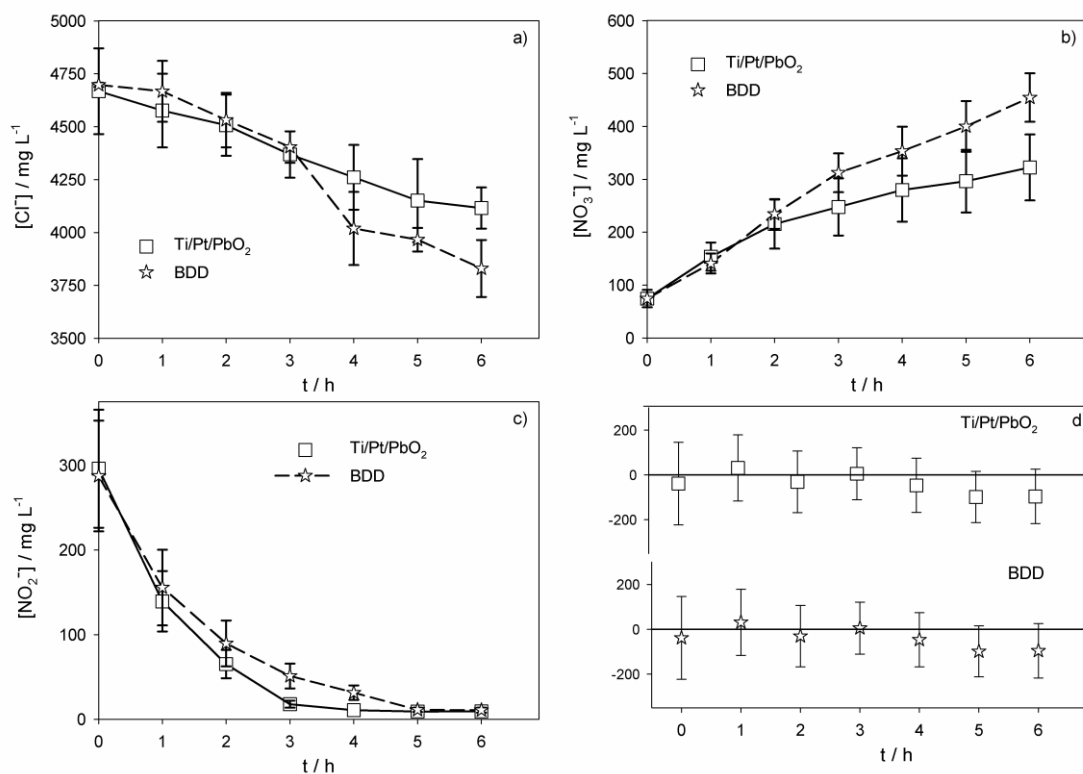 a)
5000
4750
4500
4250
4000
3750
3500
[Cl⁻] / mg L⁻¹
Ti/Pt/PbO₂
BDD
0 1 2 3 4 5 6
t / h
b)
600
500
400
300
200
100
0
[NO₃⁻] / mg L⁻¹
Ti/Pt/PbO₂
BDD
0 1 2 3 4 5 6
t / h
c)
300
200
100
0
[NO₂⁻] / mg L⁻¹
Ti/Pt/PbO₂
BDD
0 1 2 3 4 5 6
t / h
d
Ti/Pt/PbO₂
200
0
-200
BDD
200
0
-200
0 1 2 3 4 5 6
t / h